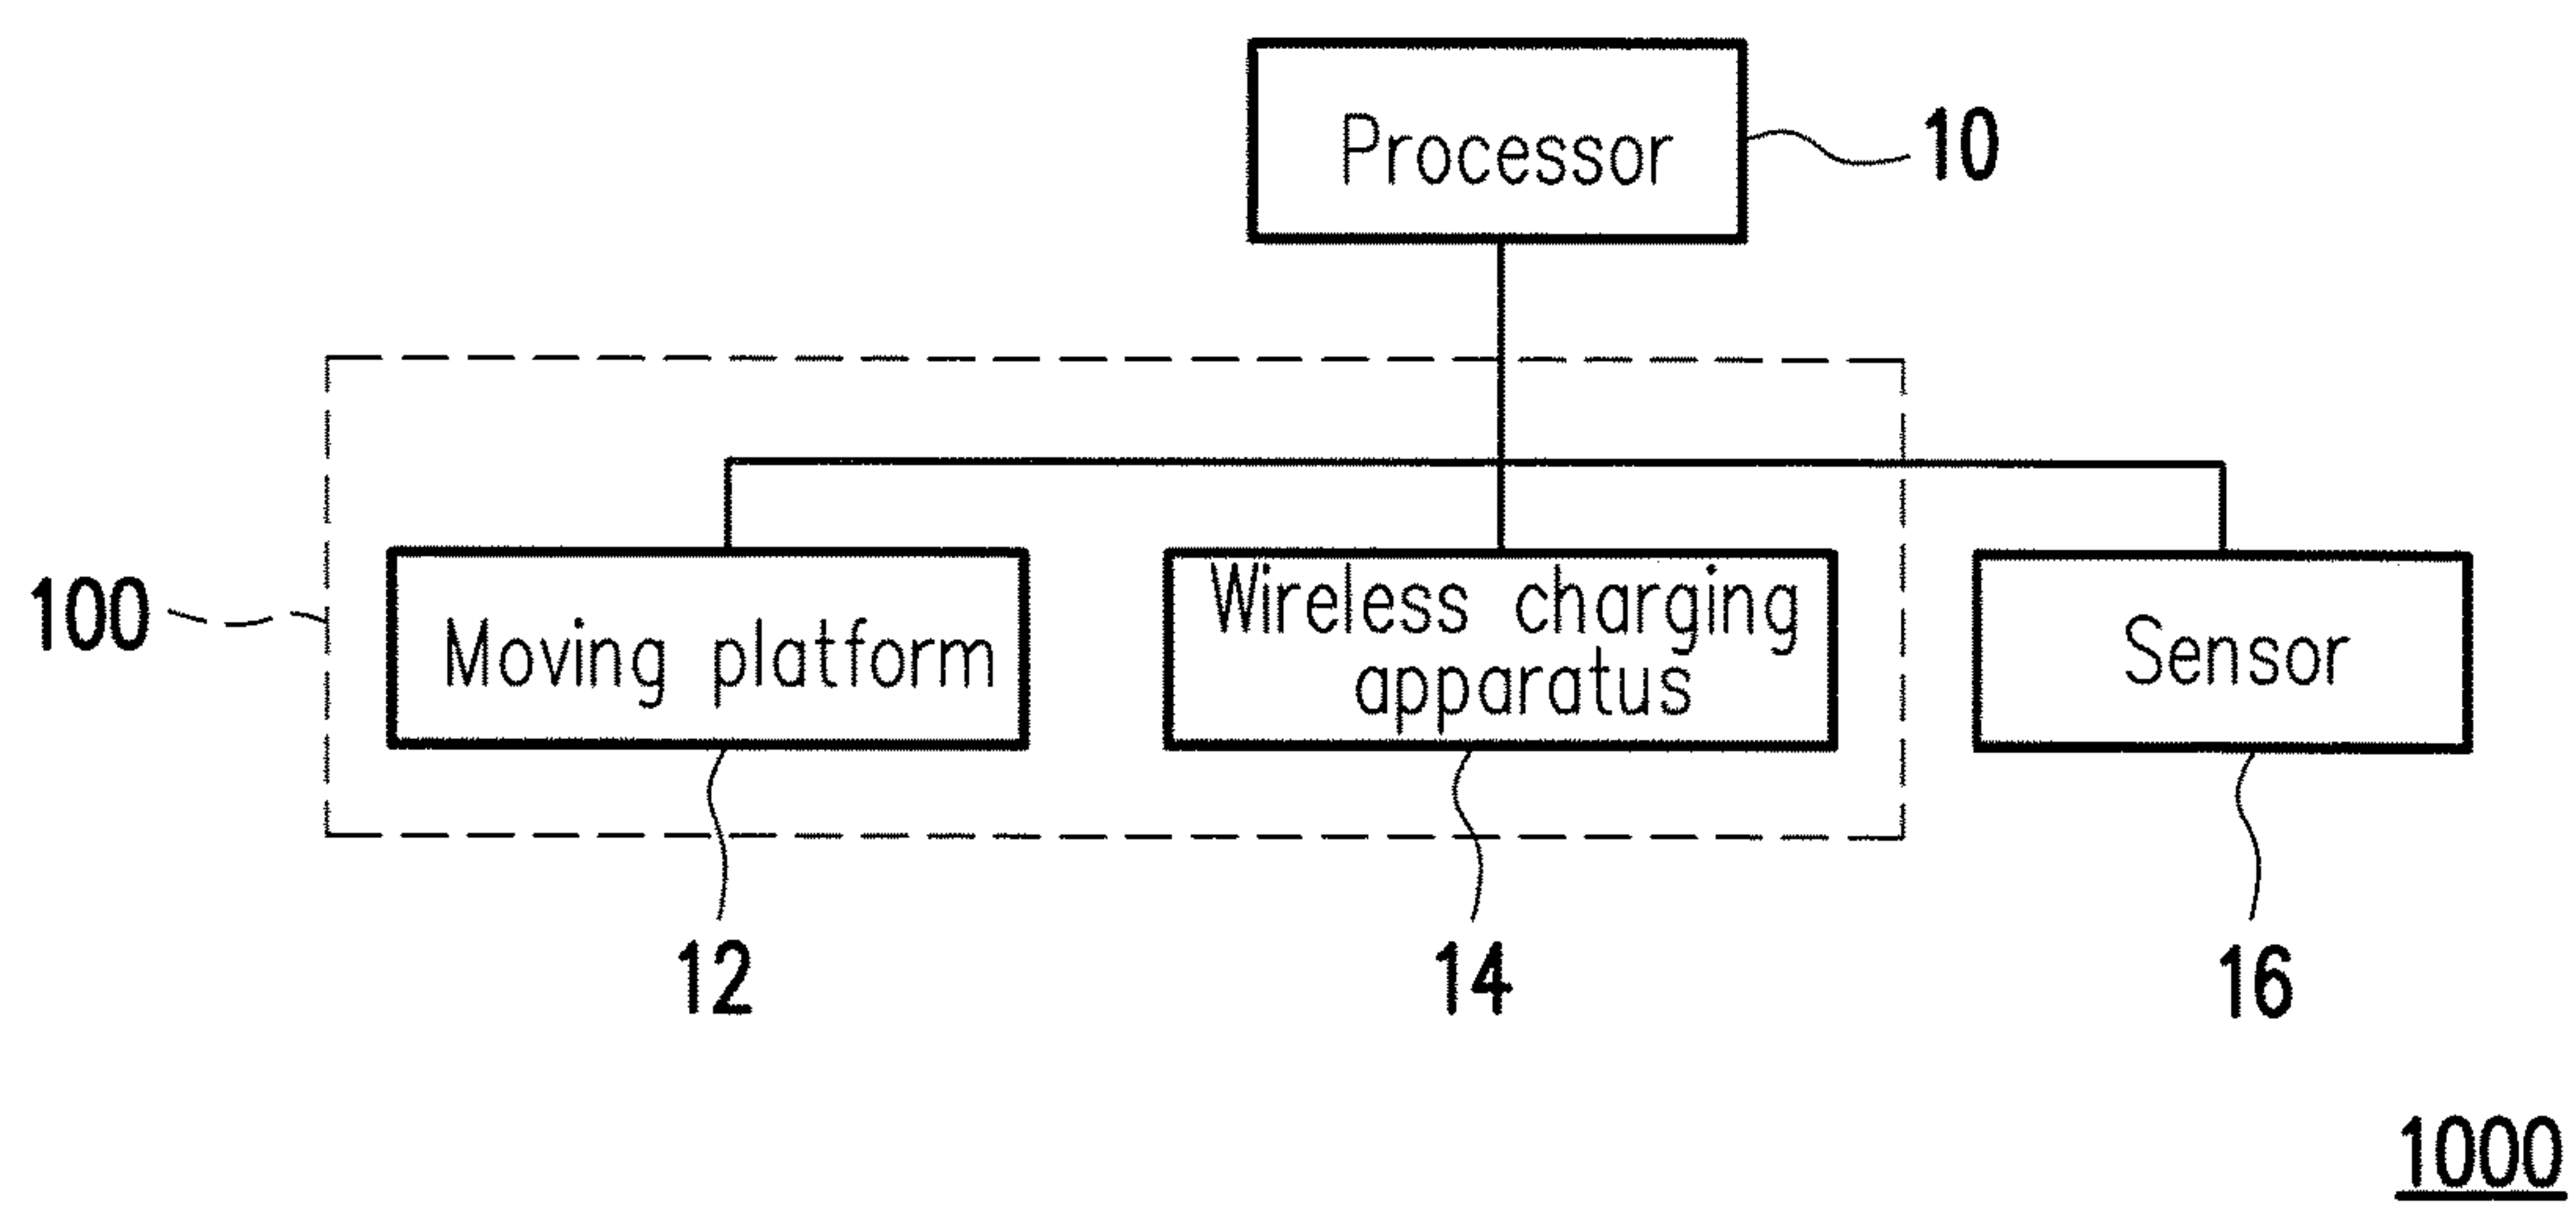 Processor
10
100
Moving platform
Wireless charging
apparatus
Sensor
12
14
16
1000